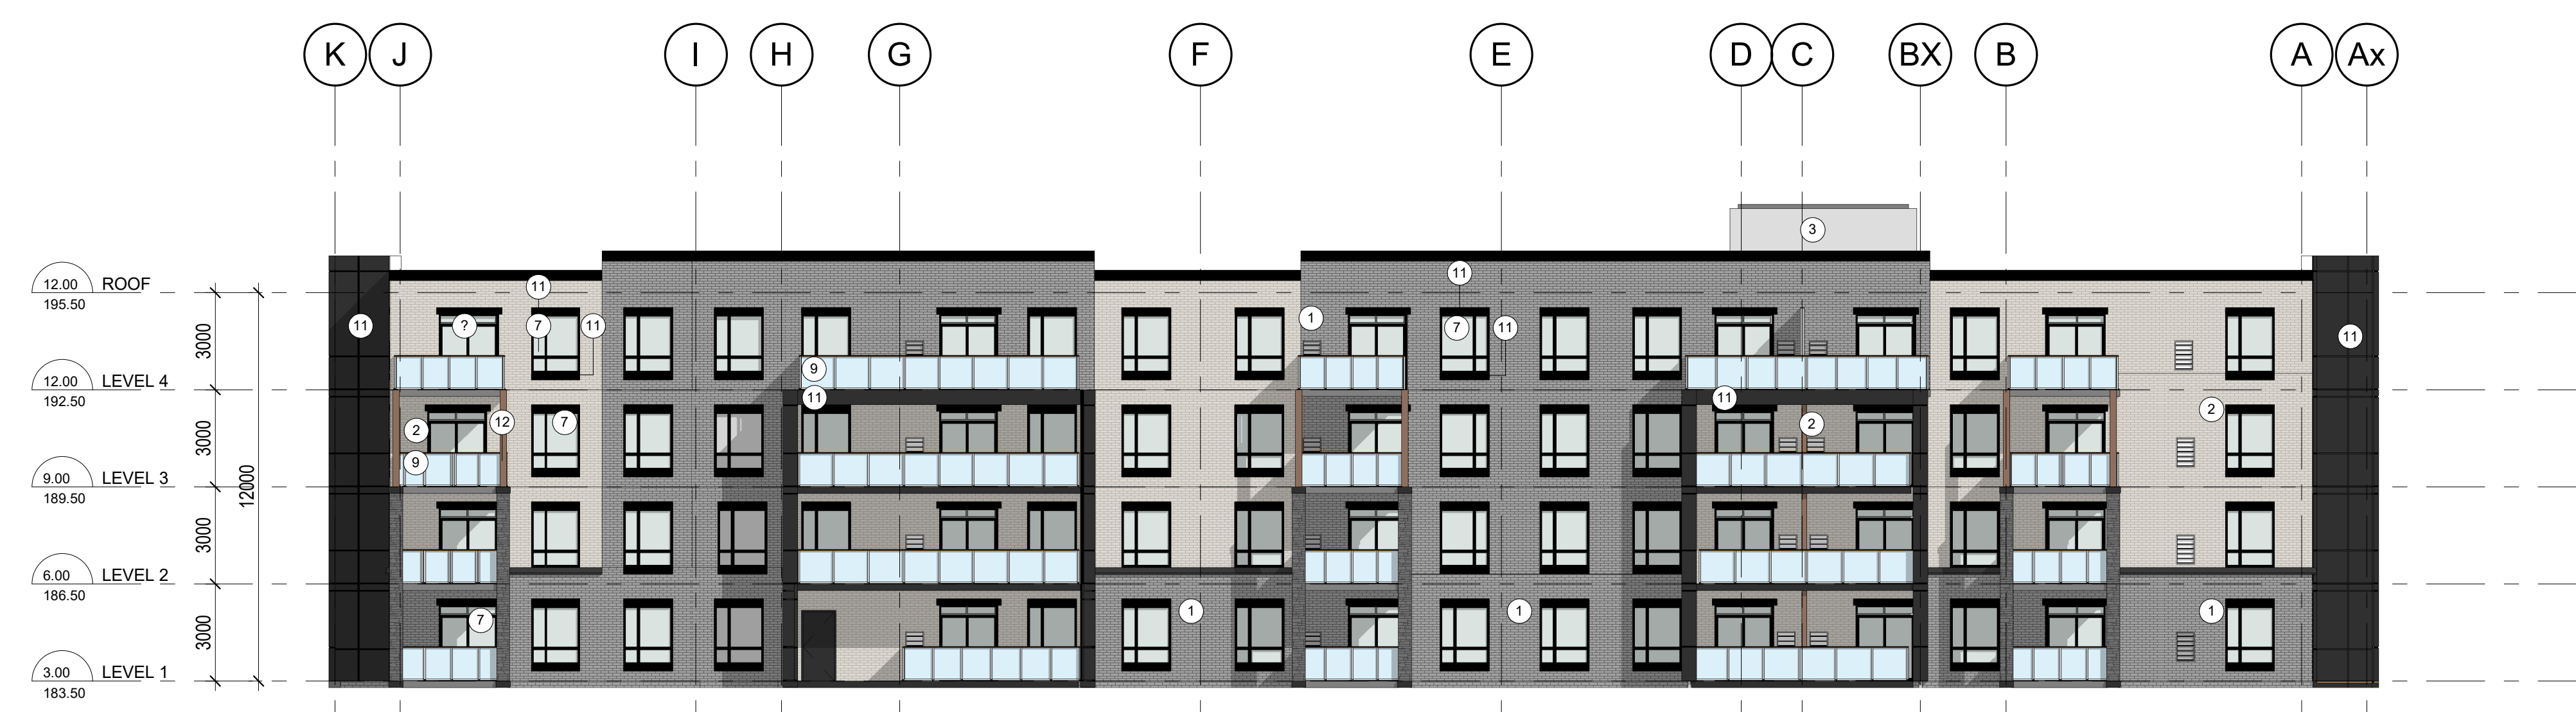 K J I H G F E D C BX B A Ax
3
12.00 ROOF
195.50
11
11
11 ? 7 11 1 7 11 11
3000
12.00 LEVEL 4
192.50
9
11 11
2 12 7 2 2
3000
9
9.00 LEVEL 3
189.50
12000
3000
6.00 LEVEL 2
186.50
7 1 1 1
3000
3.00 LEVEL 1
183.50